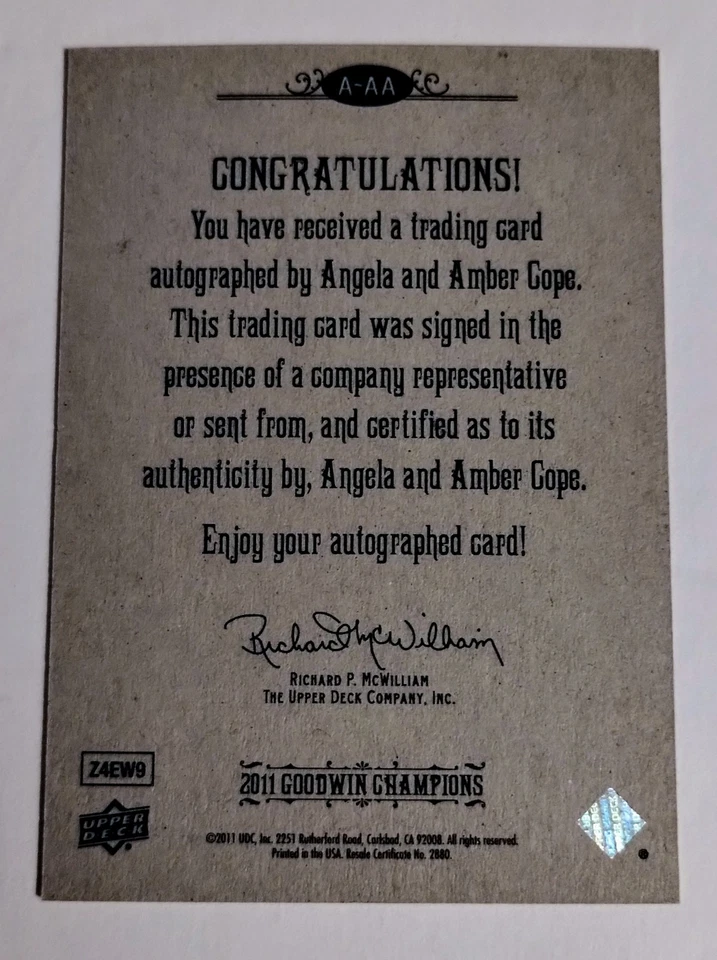 A-AA
CONGRATULATIONS!
You have received a trading card
autographed by Angela and Amber Cope.
This trading card was signed in the
presence of a company representative
or sent from, and certified as to its
authenticity by, Angela and Amber Cope.
Enjoy your autographed card!
Richard McWilliam
RICHARD P. MCWILLIAM
THE UPPER DECK COMPANY, INC.
Z4EW9
2011 GOODWIN CHAMPIONS
UPPER
DECK
©2011 UDC, Inc. 2251 Rutherford Road, Carlsbad, CA 92008. All rights reserved.
Printed in the USA. Resale Certificate No. 2880.